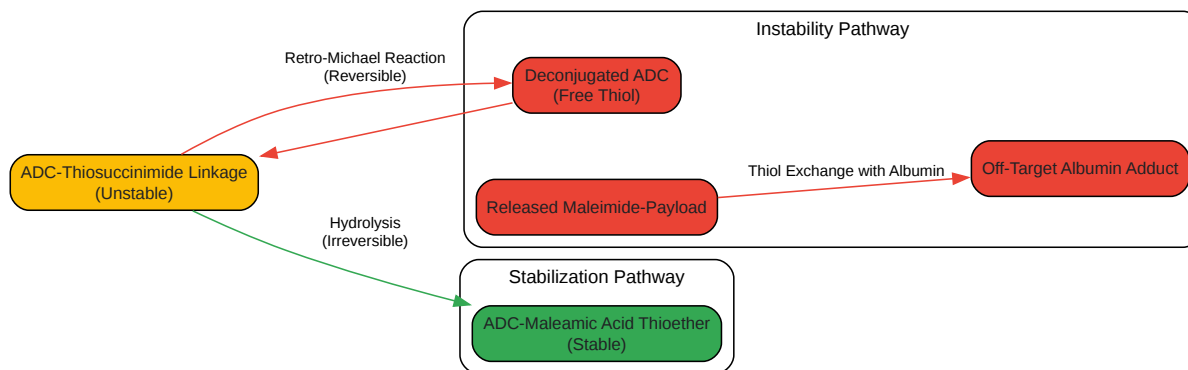 Instability Pathway
Retro-Michael Reaction
(Reversible)
Deconjugated ADC
(Free Thiol)
ADC-Thiosuccinimide Linkage
(Unstable)
Thiol Exchange with Albumin
Off-Target Albumin Adduct
Released Maleimide-Payload
Hydrolysis
(Irreversible)
Stabilization Pathway
ADC-Maleamic Acid Thioether
(Stable)